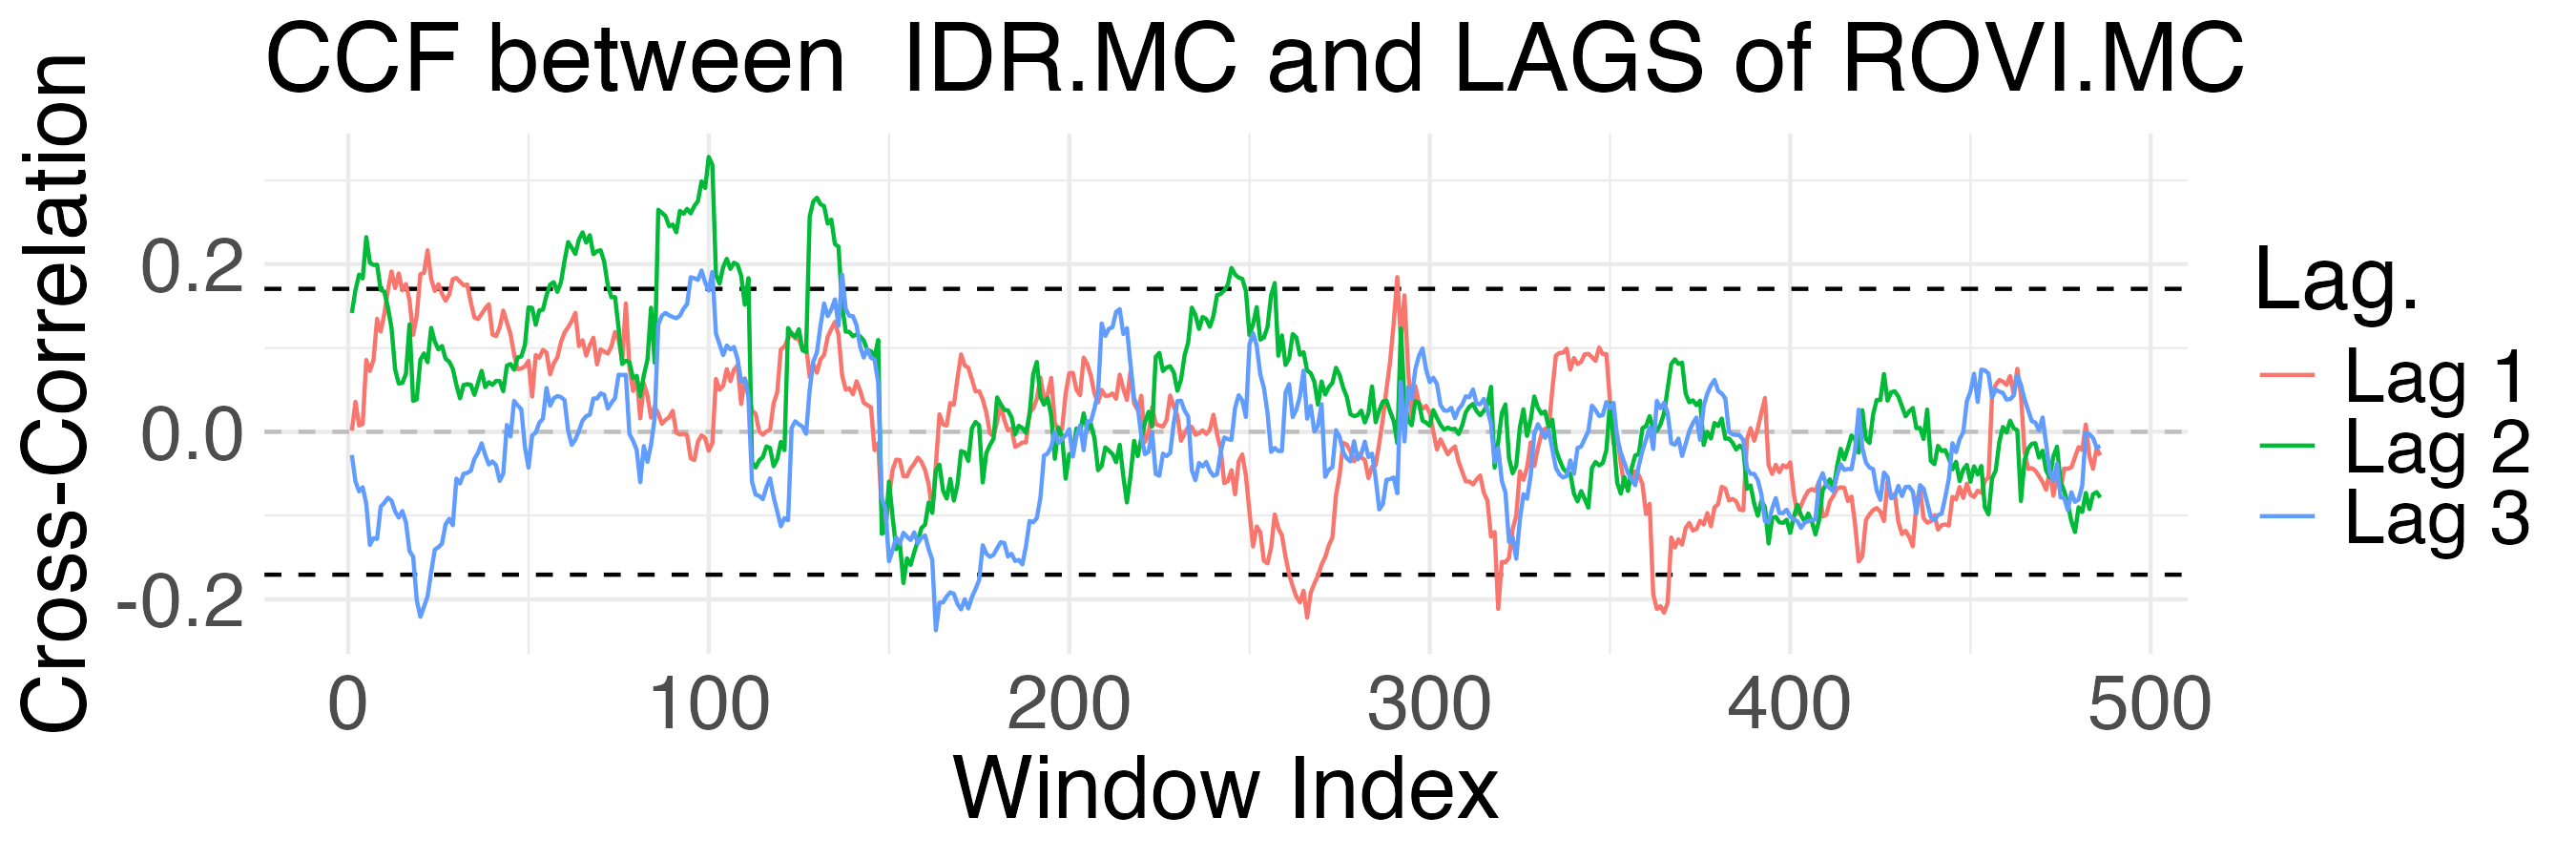 CCF between  IDR.MC and LAGS of ROVI.MC
Cross-Correlation
0.2
0.0
-0.2
0
100
200
300
400
500
Window Index
Lag.
Lag 1
Lag 2
Lag 3